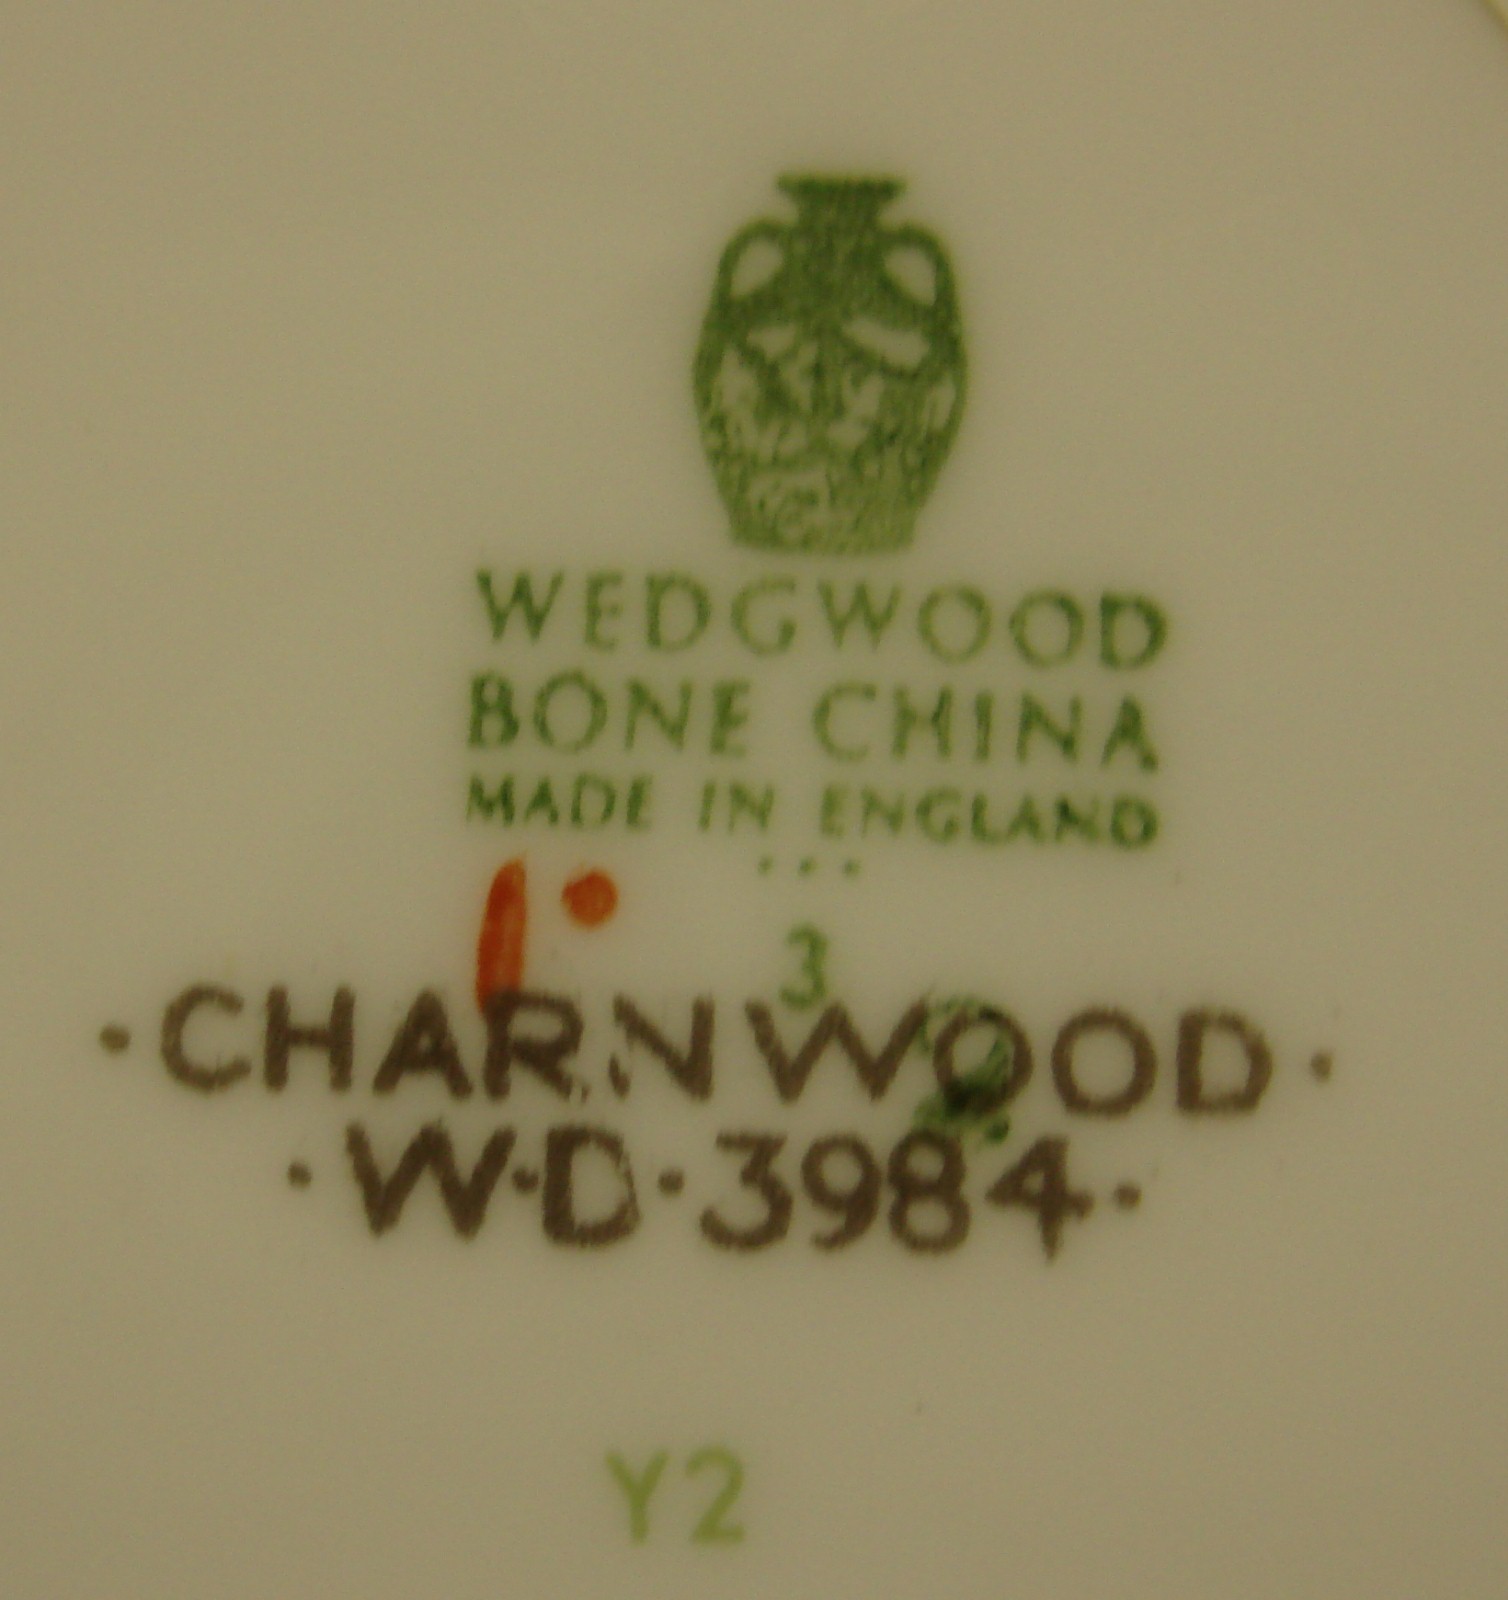 WEDGWOOD
BONE CHINA
MADE IN ENGLAND
...
3
·CHARNWOOD·
·W·D·3984·
Y2